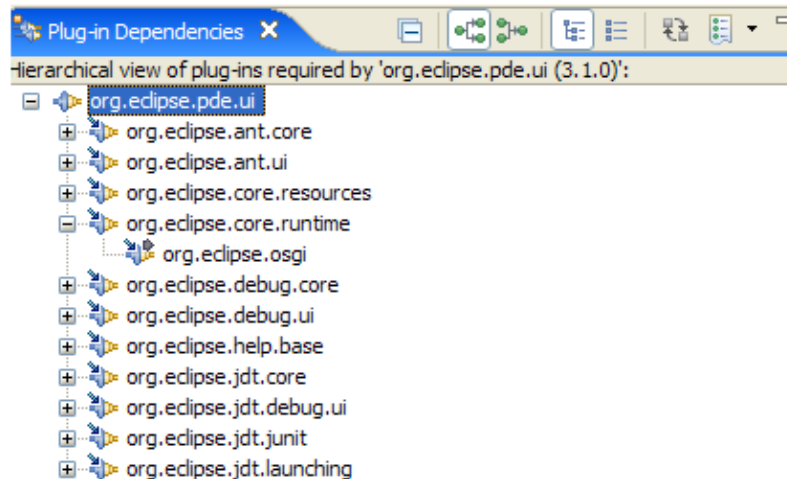 Plug-in Dependencies
Hierarchical view of plug-ins required by 'org.eclipse.pde.ui (3.1.0)':
org.eclipse.pde.ui
org.eclipse.ant.core
org.eclipse.ant.ui
org.eclipse.core.resources
org.eclipse.core.runtime
org.eclipse.osgi
org.eclipse.debug.core
org.eclipse.debug.ui
org.eclipse.help.base
org.eclipse.jdt.core
org.eclipse.jdt.debug.ui
org.eclipse.jdt.junit
org.eclipse.jdt.launching